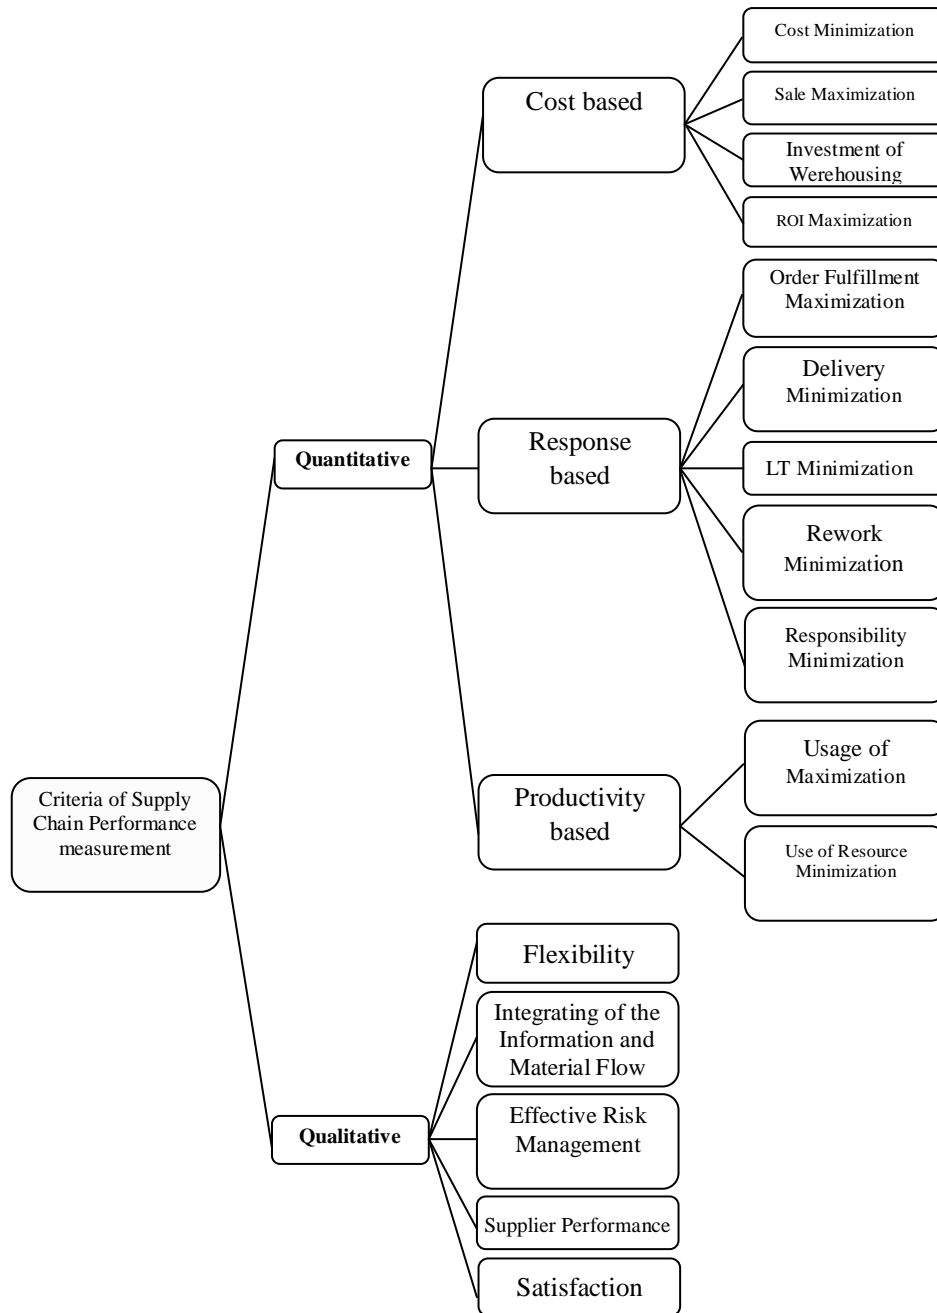 Cost Minimization
Cost based
Sale Maximization
Investment of
Werehousing
ROI Maximization
Order Fulfillment
Maximization
Delivery
Minimization
Quantitative
Response
based
LT Minimization
Rework
Minimization
Responsibility
Minimization
Usage of
Maximization
Criteria of Supply
Chain Performance
measurement
Productivity
based
Use of Resource
Minimization
Flexibility
Integrating of the
Information and
Material Flow
Qualitative
Effective Risk
Management
Supplier Performance
Satisfaction